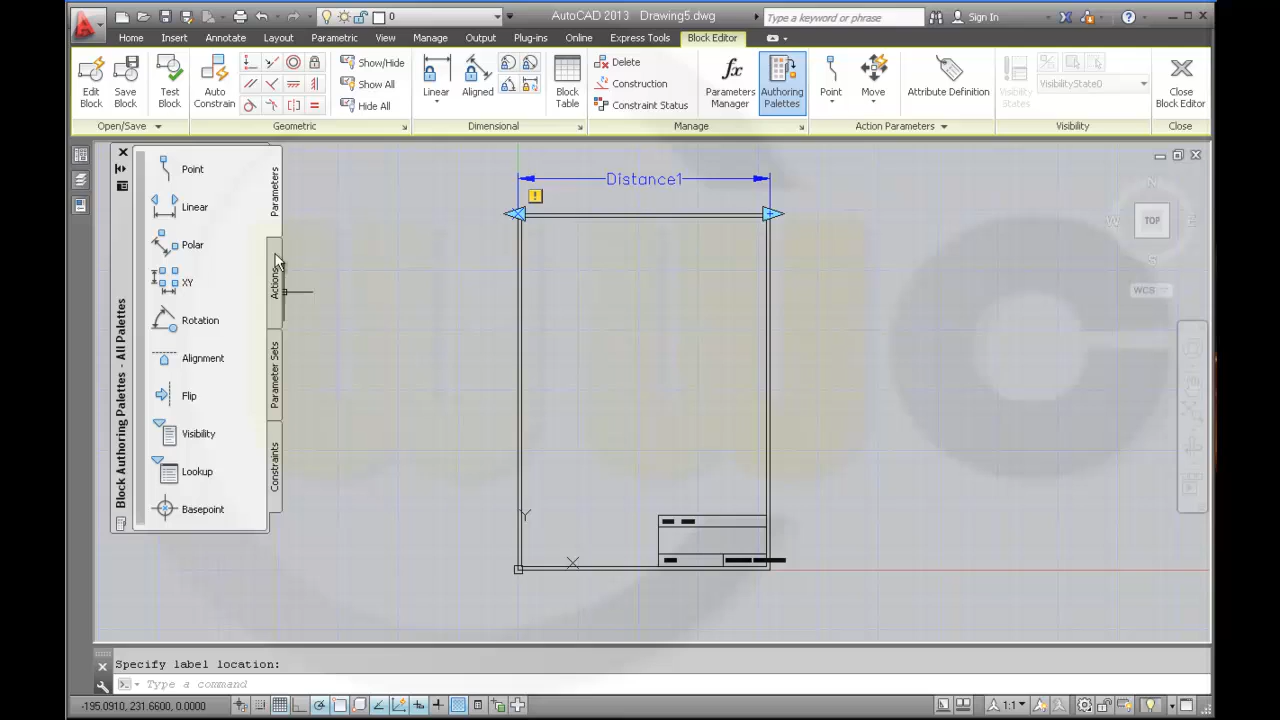 0
AutoCAD 2013 Drawing5.dwg
Type a keyword or phrase
Sign In
Home Insert Annotate Layout Parametric View Manage Output Plug-ins Online Express Tools Block Editor
Edit Block
Save Block
Test Block
Auto Constrain
Show/Hide
Show All
Hide All
Linear
Aligned
Block Table
Delete
Construction
Constraint Status
Parameters Manager
Authoring Palettes
Point
Move
Attribute Definition
Visibility States
VisibilityState0
Close Block Editor
Open/Save
Geometric
Dimensional
Manage
Action Parameters
Visibility
Close
Block Authoring Palettes - All Palettes
Point
Linear
Polar
XY
Rotation
Alignment
Flip
Visibility
Lookup
Basepoint
Parameters
Actions
Parameter Sets
Constraints
Distance1
!
Y
X
N
W
TOP
E
S
WCS
Specify label location:
Type a command
-195.0910, 231.6600, 0.0000
1:1